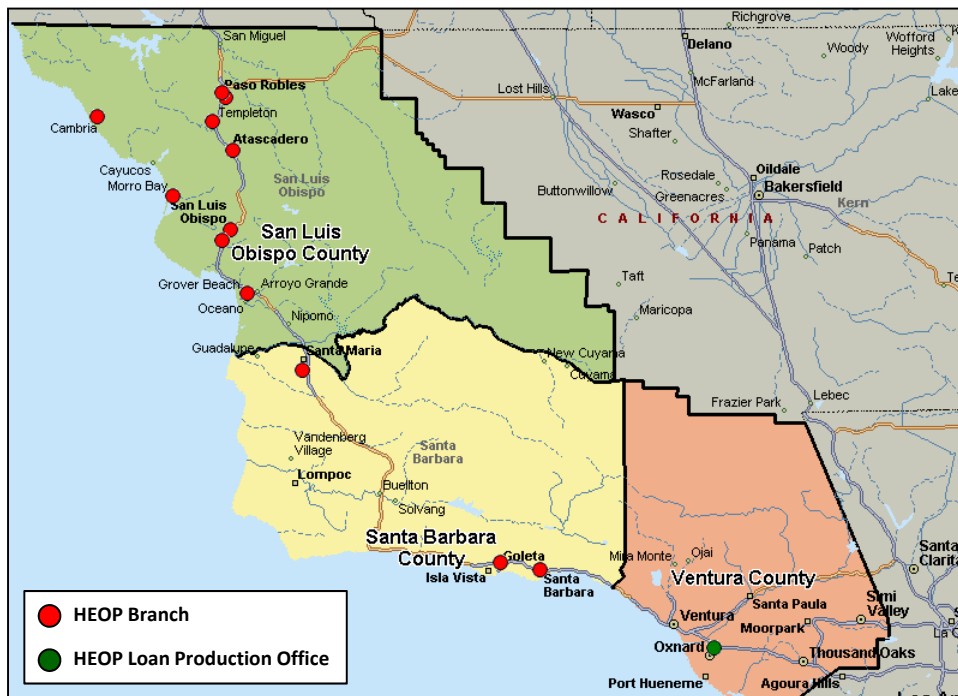 Richgrove
Delano
Woody
Wofford
Heights
McFarland
San Miguel
Lost Hills
Lake
Paso Robles
Wasco
Templeton
Cambria
Shafter
Atascadero
Cayucos
Morro Bay
San Luis
Obispo
Rosedale
Oildale
Buttonwillow
Greenacres
Bakersfield
Kern
San Luis
Obispo
CALIFORNIA
San Luis
Obispo County
Panama
Patch
Grover Beach
Arroyo Grande
Taft
Te
Oceano
Nipomo
Maricopa
Guadalupe
Santa Maria
New Cuyama
Cuyama
Frazier Park
Lebec
Vandenberg
Village
Santa
Barbara
Lompoc
Buellton
Solvang
Santa Barbara
County
Goleta
Isla Vista
Santa
Barbara
Mira Monte
Ojai
Santa
Clarita
Ventura County
Santa Paula
Simi
Valley
Ventura
Moorpark
La C
Oxnard
Thousand Oaks
Port Hueneme
Agoura Hills
HEOP Branch
HEOP Loan Production Office